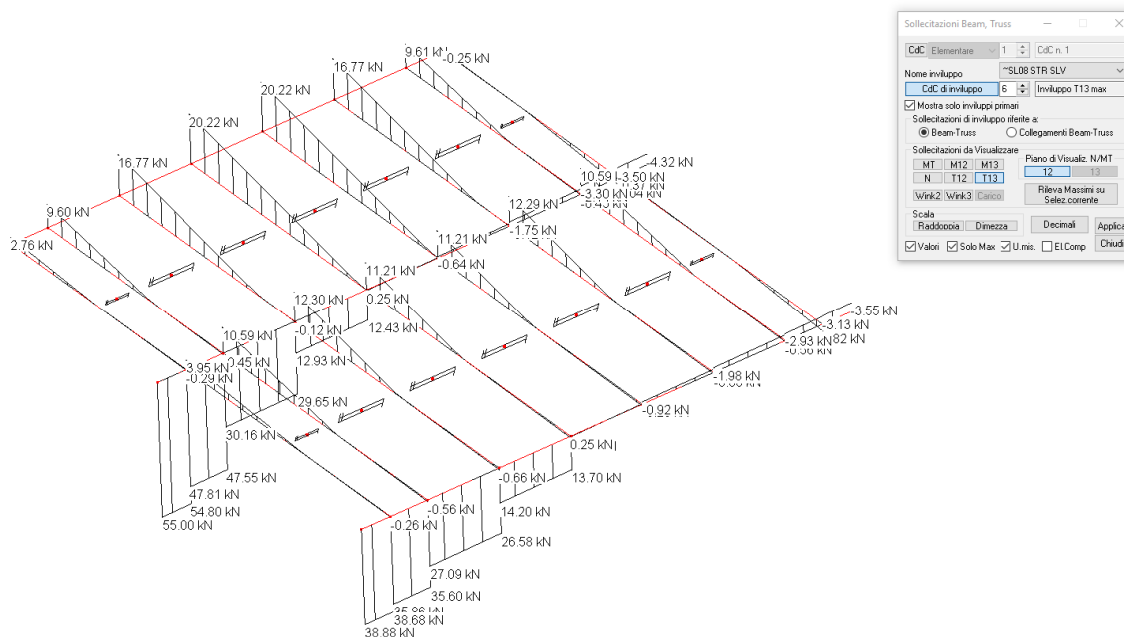 Sollecitazioni Beam, Truss
CdC Elementare 1 CdC n. 1
Nome inviluppo ~SL08 STR SLV
CdC di inviluppo 6 Inviluppo T13 max
Mostra solo inviluppi primari
Sollecitazioni di inviluppo riferite a:
Beam-Truss Collegamenti Beam-Truss
Sollecitazioni da Visualizzare
Piano di Visualiz. N/MT
MT M12 M13
12 13
N T12 T13
Rileva Massimi su
Selez.corrente
Wink2 Wink3 Carico
Scala
Raddoppia Dimezza
Decimali
Applica
Valori Solo Max U.mis. El.Comp
Chiudi
9.61 kN
-0.25 kN
16.77 kN
20.22 kN
20.22 kN
16.77 kN
9.60 kN
2.76 kN
-4.32 kN
10.59
-3.50 kN
-3.30 kN
12.29 kN
-1.75 kN
11.21 kN
-0.64 kN
11.21 kN
0.25 kN
12.30 kN
-0.12 kN
12.43 kN
12.93 kN
10.59 kN
0.45 kN
3.95 kN
-0.29 kN
29.65 kN
30.16 kN
47.55 kN
47.81 kN
54.80 kN
55.00 kN
-3.55 kN
-3.13 kN
-2.93 kN
-1.98 kN
-0.92 kN
0.25 kN
-0.66 kN
13.70 kN
-0.56 kN
14.20 kN
-0.26 kN
26.58 kN
27.09 kN
35.60 kN
38.68 kN
38.88 kN